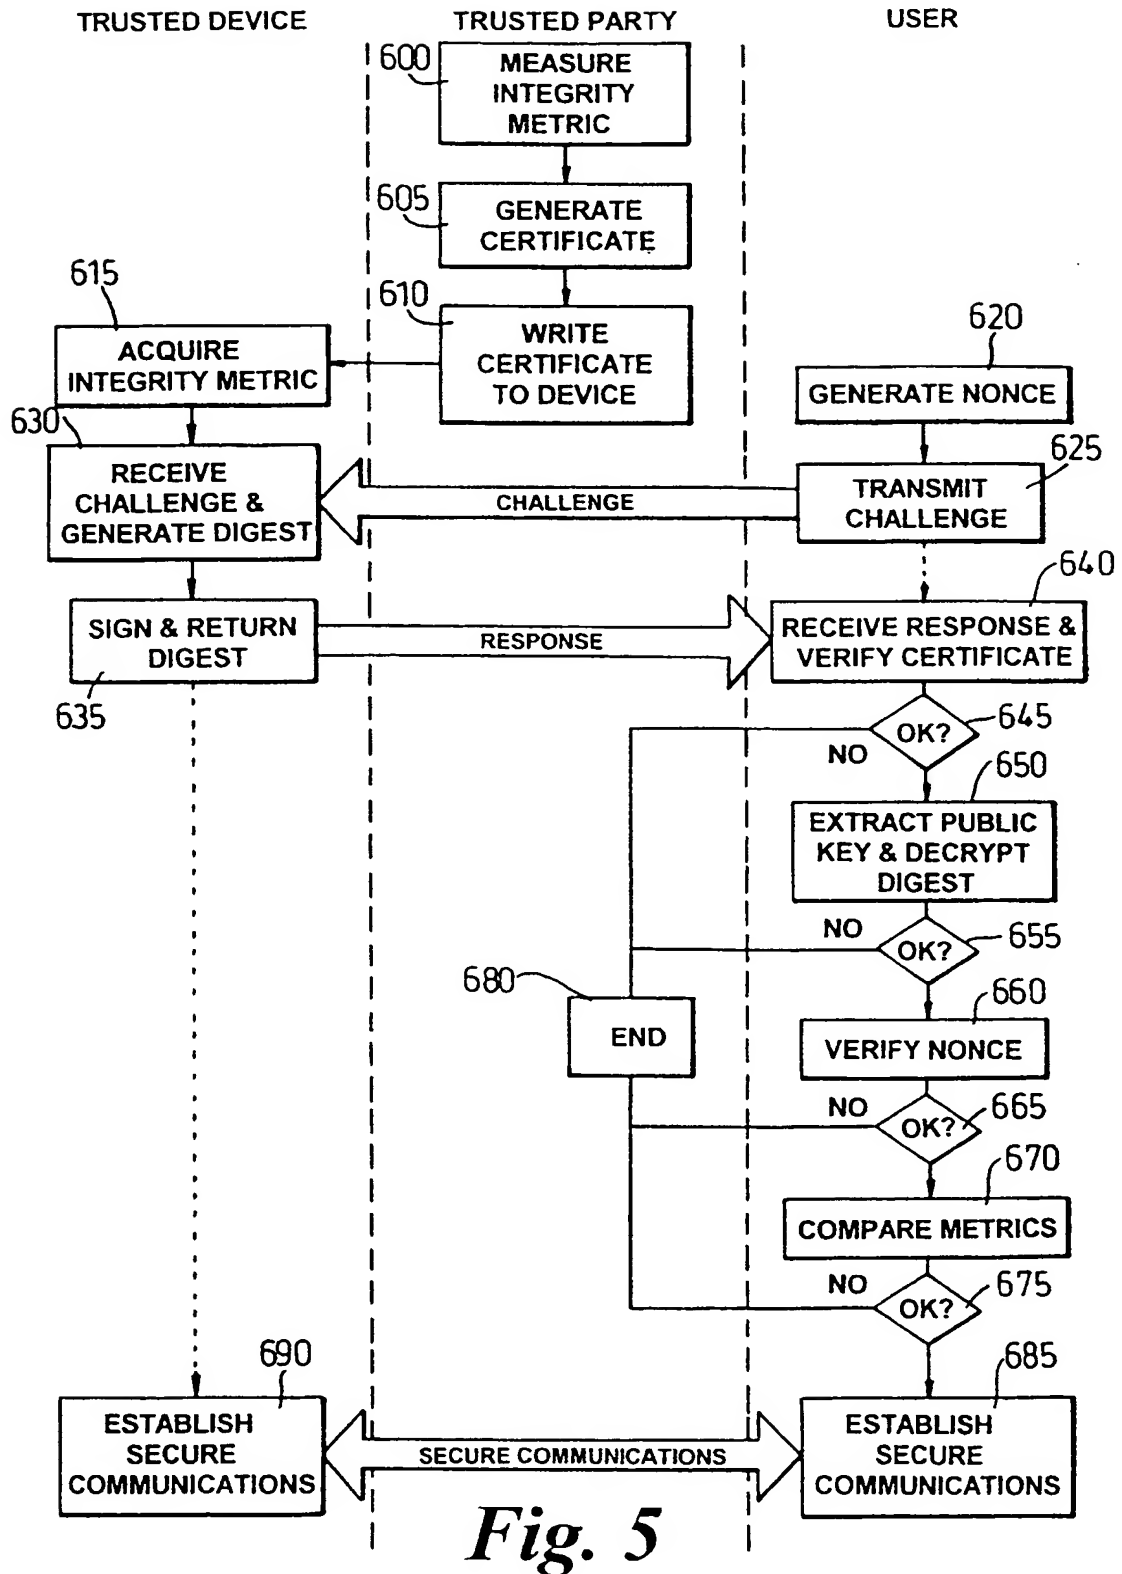 TRUSTED DEVICE
TRUSTED PARTY
USER
600
MEASURE
INTEGRITY
METRIC
605
GENERATE
CERTIFICATE
610
WRITE
CERTIFICATE
TO DEVICE
615
ACQUIRE
INTEGRITY METRIC
620
GENERATE NONCE
625
TRANSMIT
CHALLENGE
CHALLENGE
630
RECEIVE
CHALLENGE &
GENERATE DIGEST
SIGN & RETURN
DIGEST
635
RESPONSE
640
RECEIVE RESPONSE &
VERIFY CERTIFICATE
OK?
645
NO
650
EXTRACT PUBLIC
KEY & DECRYPT
DIGEST
NO
OK?
655
680
END
660
VERIFY NONCE
NO
OK?
665
670
COMPARE METRICS
NO
OK?
675
690
ESTABLISH
SECURE
COMMUNICATIONS
SECURE COMMUNICATIONS
685
ESTABLISH
SECURE
COMMUNICATIONS
Fig. 5